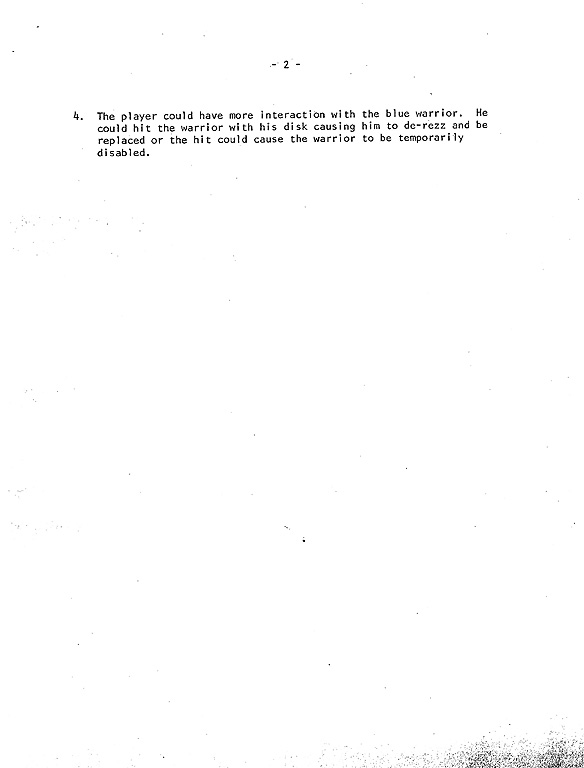 - 2 -
4. The player could have more interaction with the blue warrior. He
could hit the warrior with his disk causing him to de-rezz and be
replaced or the hit could cause the warrior to be temporarily
disabled.